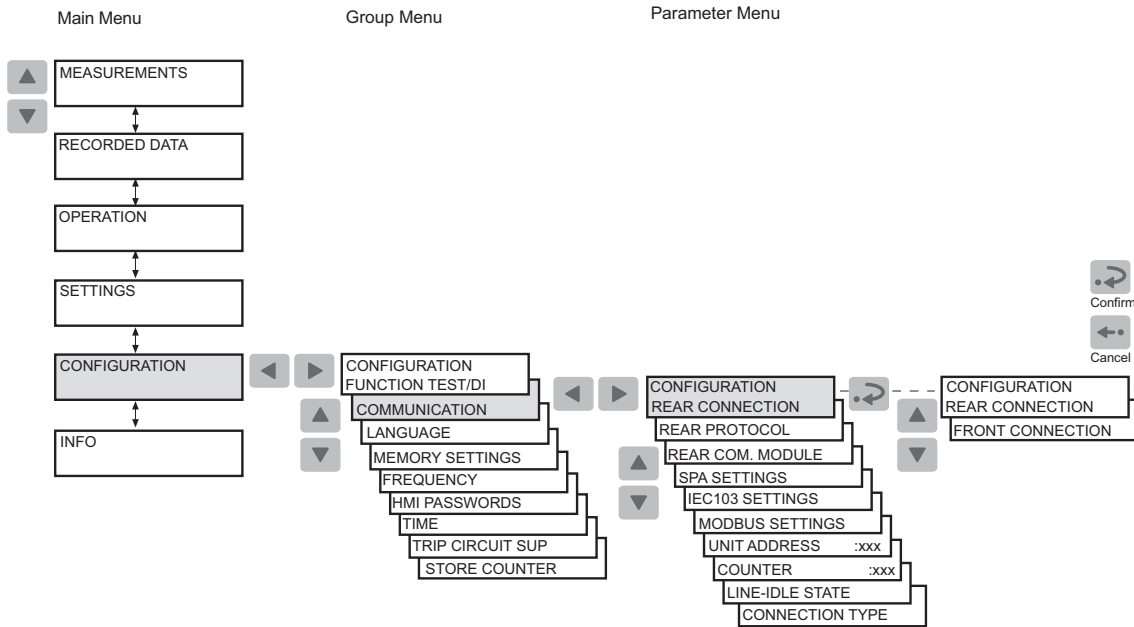 Main Menu
Group Menu
Parameter Menu
MEASUREMENTS
RECORDED DATA
OPERATION
SETTINGS
CONFIGURATION
INFO
CONFIGURATION
FUNCTION TEST/DI
COMMUNICATION
LANGUAGE
MEMORY SETTINGS
FREQUENCY
HMI PASSWORDS
TIME
TRIP CIRCUIT SUP
STORE COUNTER
CONFIGURATION
REAR CONNECTION
REAR PROTOCOL
REAR COM. MODULE
SPA SETTINGS
IEC103 SETTINGS
MODBUS SETTINGS
UNIT ADDRESS :xxx
COUNTER :xxx
LINE-IDLE STATE
CONNECTION TYPE
Confirm
Cancel
CONFIGURATION
REAR CONNECTION
FRONT CONNECTION